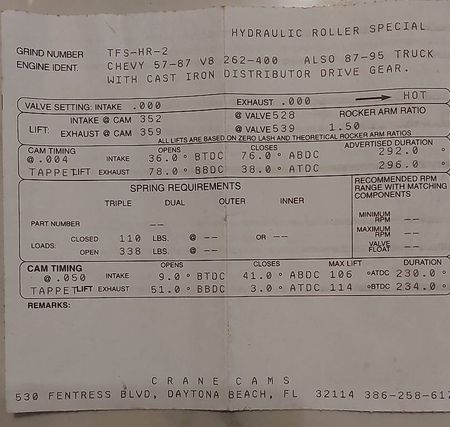 HYDRAULIC ROLLER SPECIAL
GRIND NUMBER TFS-HR-2
ENGINE IDENT. CHEVY 57-87 V8 262-400 ALSO 87-95 TRUCK
WITH CAST IRON DISTRIBUTOR DRIVE GEAR.
VALVE SETING: INTAKE .000 EXHAUST .000 HOT
LIFT: INTAKE @ CAM 352 @ VALVE 528 ROCKER ARM RATIO
EXHAUST @ CAM 359 @ VALVE 539 1.50
ALL LIFTS ARE BASED ON ZERO LASH AND THEORETICAL ROCKER ARM RATIOS
CAM TIMING OPENS CLOSES ADVERTISED DURATION
@ .004 INTAKE 36.0 ° BTDC 76.0 ° ABDC 292.0 °
TAPPET LIFT EXHAUST 78.0 ° BBDC 38.0 ° ATDC 296.0 °
SPRING REQUIREMENTS
TRIPLE DUAL OUTER INNER
PART NUMBER --
LOADS: CLOSED 110 LBS. @ -- OR --
OPEN 338 LBS. @ --
RECOMMENDED RPM
RANGE WITH MATCHING
COMPONENTS
MINIMUM
RPM --
MAXIMUM
RPM --
VALVE
FLOAT --
CAM TIMING OPENS CLOSES MAX LIFT DURATION
@ .050 INTAKE 9.0 ° BTDC 41.0 ° ABDC 106 °ATDC 230.0 °
TAPPET LIFT EXHAUST 51.0 ° BBDC 3.0 ° ATDC 114 °BTDC 234.0 °
REMARKS:
CRANE CAMS
530 FENTRESS BLVD, DAYTONA BEACH, FL 32114 386-258-617